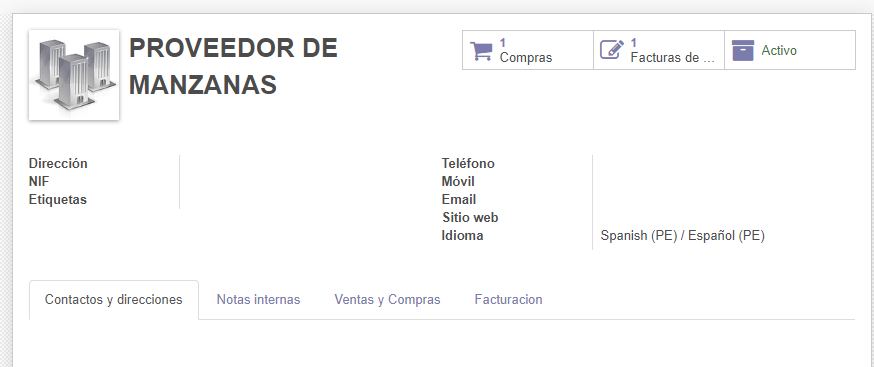 PROVEEDOR DE
MANZANAS
1
Compras
1
Facturas de ...
Activo
Dirección
NIF
Etiquetas
Teléfono
Móvil
Email
Sitio web
Idioma Spanish (PE) / Español (PE)
Contactos y direcciones Notas internas Ventas y Compras Facturacion